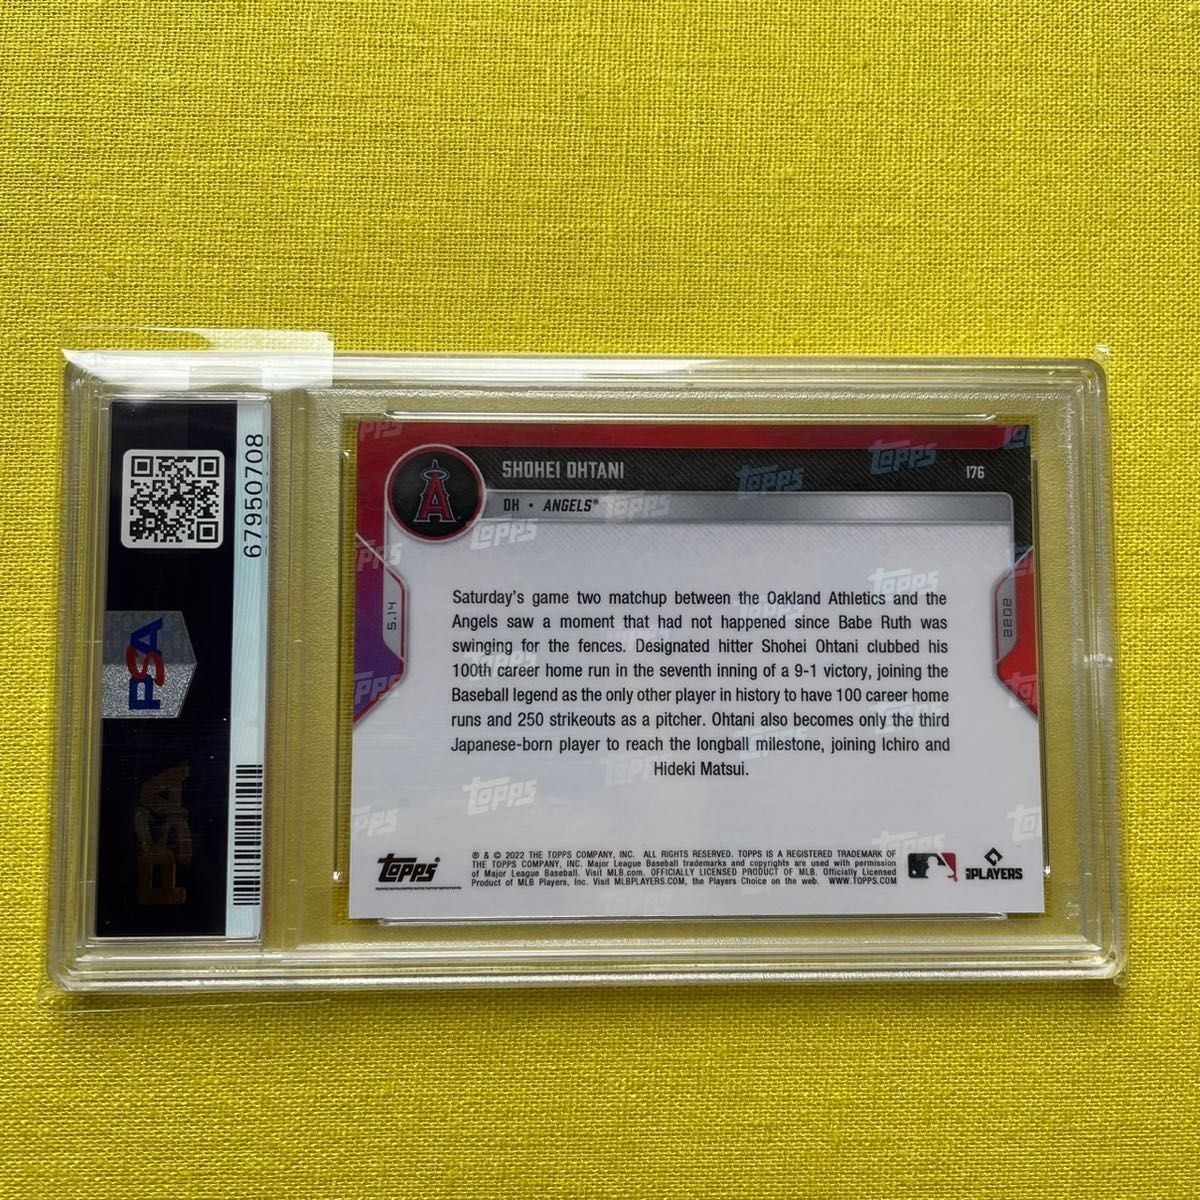 67950708
PSA
PSA
SHOHEI OHTANI
176
DH • ANGELS®
A
5.14
2022
Saturday's game two matchup between the Oakland Athletics and the
Angels saw a moment that had not happened since Babe Ruth was
swinging for the fences. Designated hitter Shohei Ohtani clubbed his
100th career home run in the seventh inning of a 9-1 victory, joining the
Baseball legend as the only other player in history to have 100 career home
runs and 250 strikeouts as a pitcher. Ohtani also becomes only the third
Japanese-born player to reach the longball milestone, joining Ichiro and
Hideki Matsui.
Topps
® & © 2022 THE TOPPS COMPANY, INC. ALL RIGHTS RESERVED. TOPPS IS A REGISTERED TRADEMARK OF
THE TOPPS COMPANY, INC. Major League Baseball trademarks and copyrights are used with permission
of Major League Baseball. Visit MLB.com. OFFICIALLY LICENSED PRODUCT OF MLB. Officially Licensed
Product of MLB Players, Inc. Visit MLBPLAYERS.COM, the Players Choice on the web. WWW.TOPPS.COM
PLAYERS
Topps
Topps
Topps
Topps
Topps
Topps